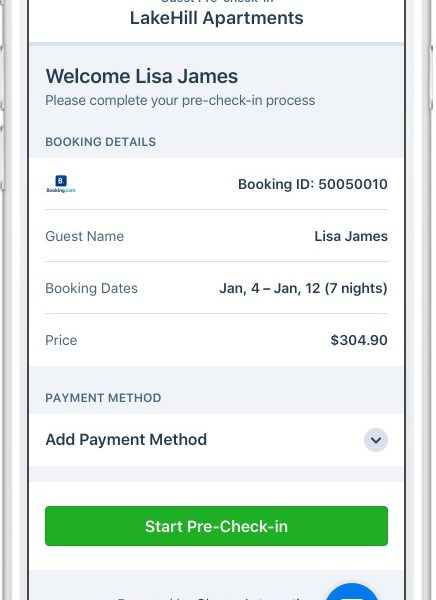 LakeHill Apartments
Welcome Lisa James
Please complete your pre-check-in process
BOOKING DETAILS
B.
Booking.com
Booking ID: 50050010
Guest Name
Lisa James
Booking Dates
Jan, 4 – Jan, 12 (7 nights)
Price
$304.90
PAYMENT METHOD
Add Payment Method
Start Pre-Check-in